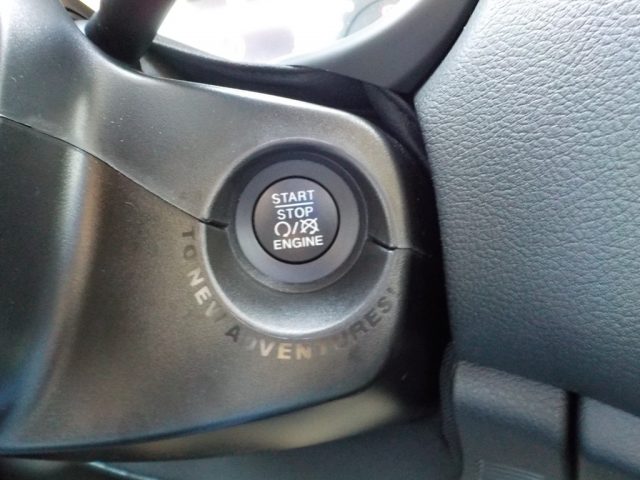 START
STOP
ENGINE
TO NEW ADVENTURES!